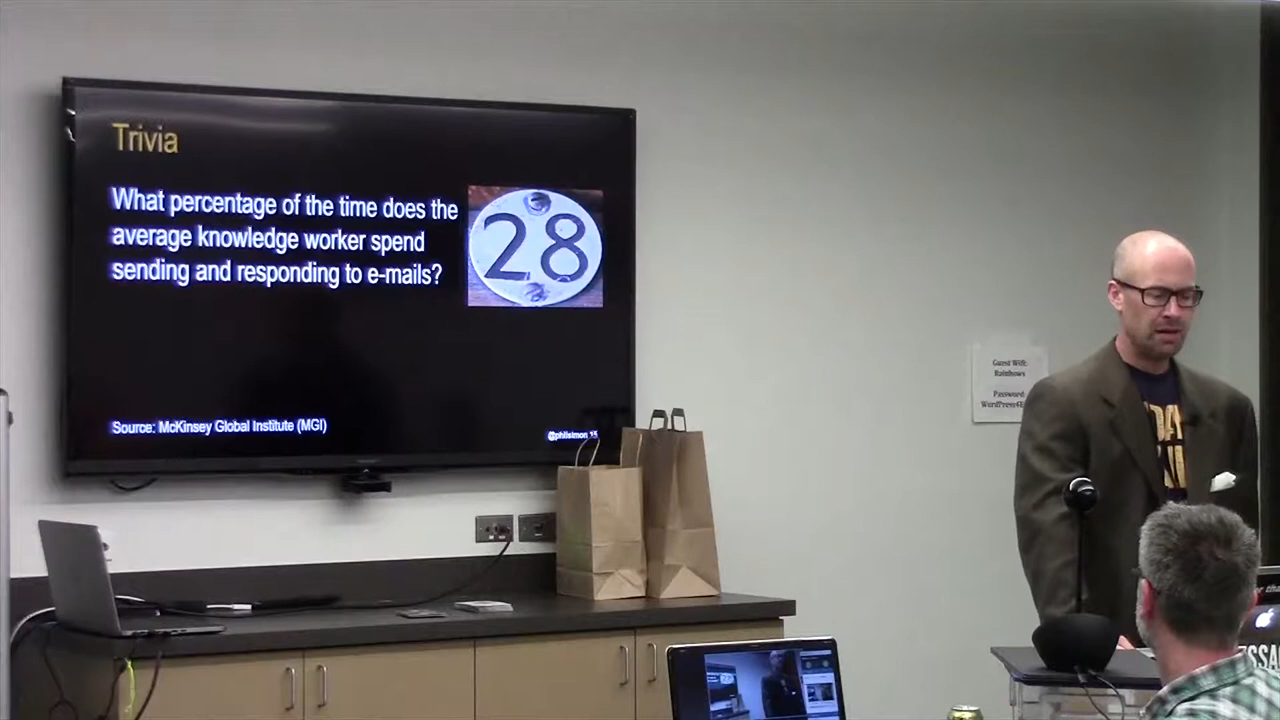 Trivia
What percentage of the time does the
average knowledge worker spend
sending and responding to e-mails?
28
Source: McKinsey Global Institute (MGI)
@philsimon
Guest Wifi:
Rainbows
Password: